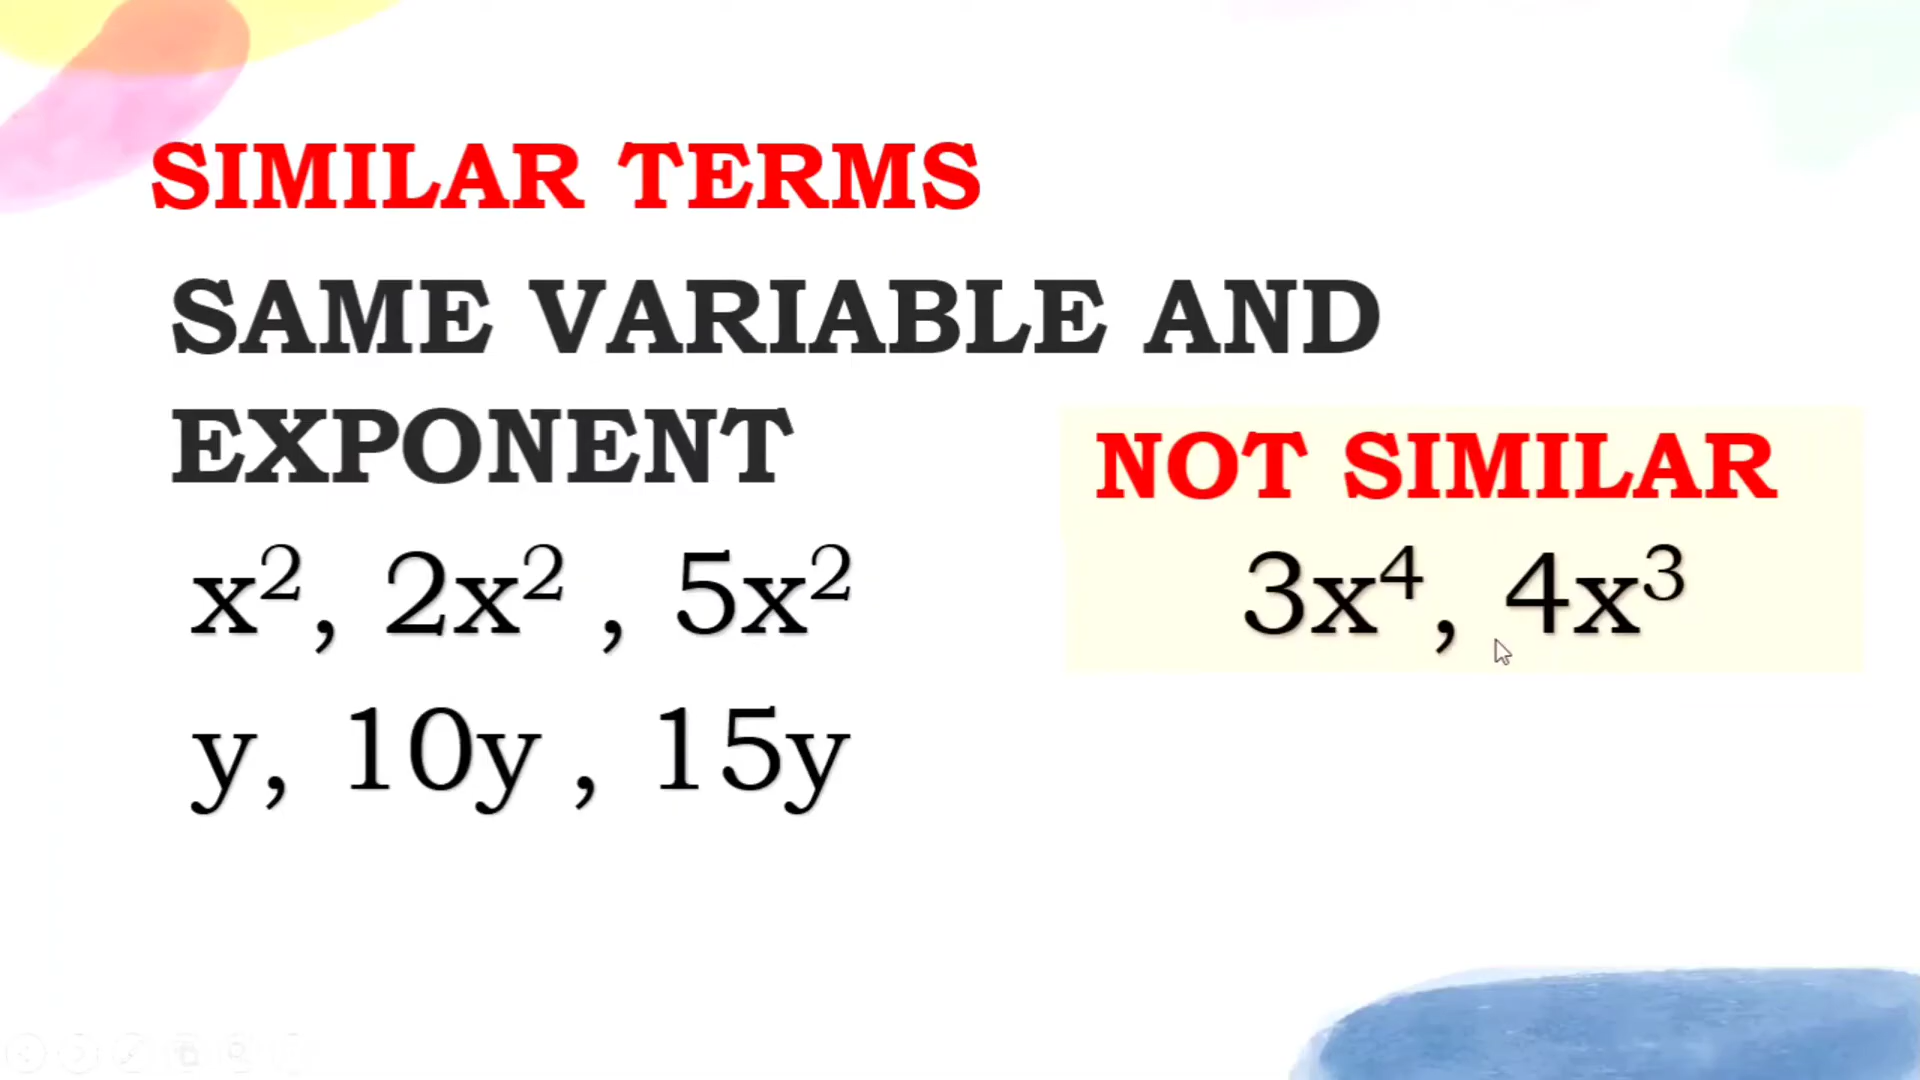 SIMILAR TERMS
SAME VARIABLE AND
EXPONENT
x², 2x² , 5x²
y, 10y , 15y
NOT SIMILAR
3x⁴, 4x³